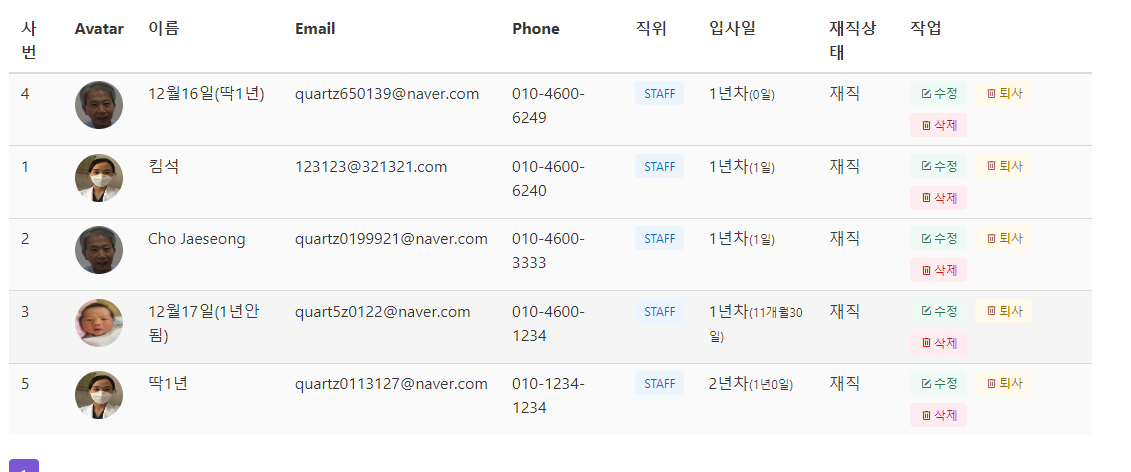 사번 Avatar 이름 Email Phone 직위 입사일 재직상태 작업
4 12월16일(딱1년) quartz650139@naver.com 010-4600-6249 STAFF 1년차(0일) 재직 수정 퇴사 삭제
1 킴석 123123@321321.com 010-4600-6240 STAFF 1년차(1일) 재직 수정 퇴사 삭제
2 Cho Jaeseong quartz0199921@naver.com 010-4600-3333 STAFF 1년차(1일) 재직 수정 퇴사 삭제
3 12월17일(1년안됨) quart5z0122@naver.com 010-4600-1234 STAFF 1년차(11개월30일) 재직 수정 퇴사 삭제
5 딱1년 quartz0113127@naver.com 010-1234-1234 STAFF 2년차(1년0일) 재직 수정 퇴사 삭제